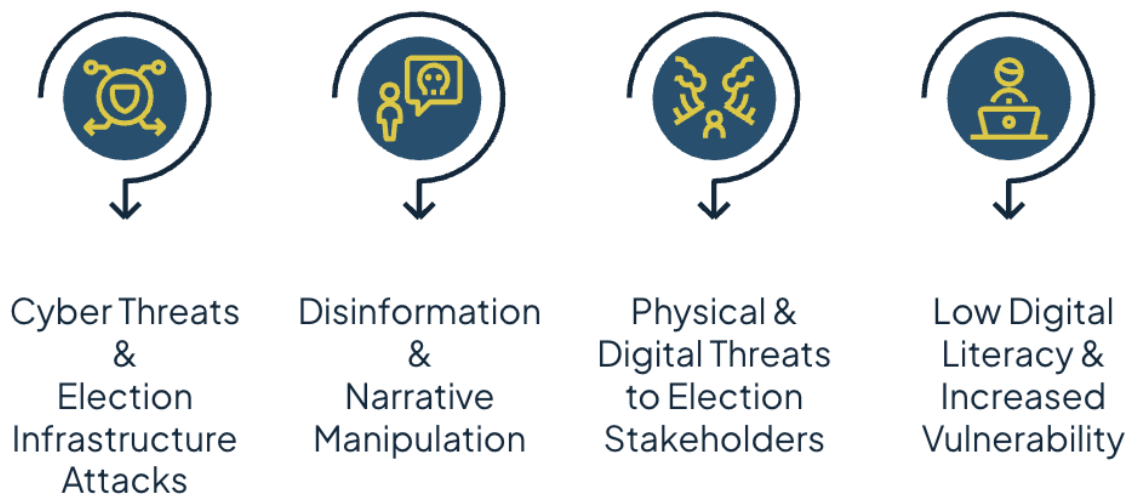 Cyber Threats
&
Election
Infrastructure
Attacks
Disinformation
&
Narrative
Manipulation
Physical &
Digital Threats
to Election
Stakeholders
Low Digital
Literacy &
Increased
Vulnerability